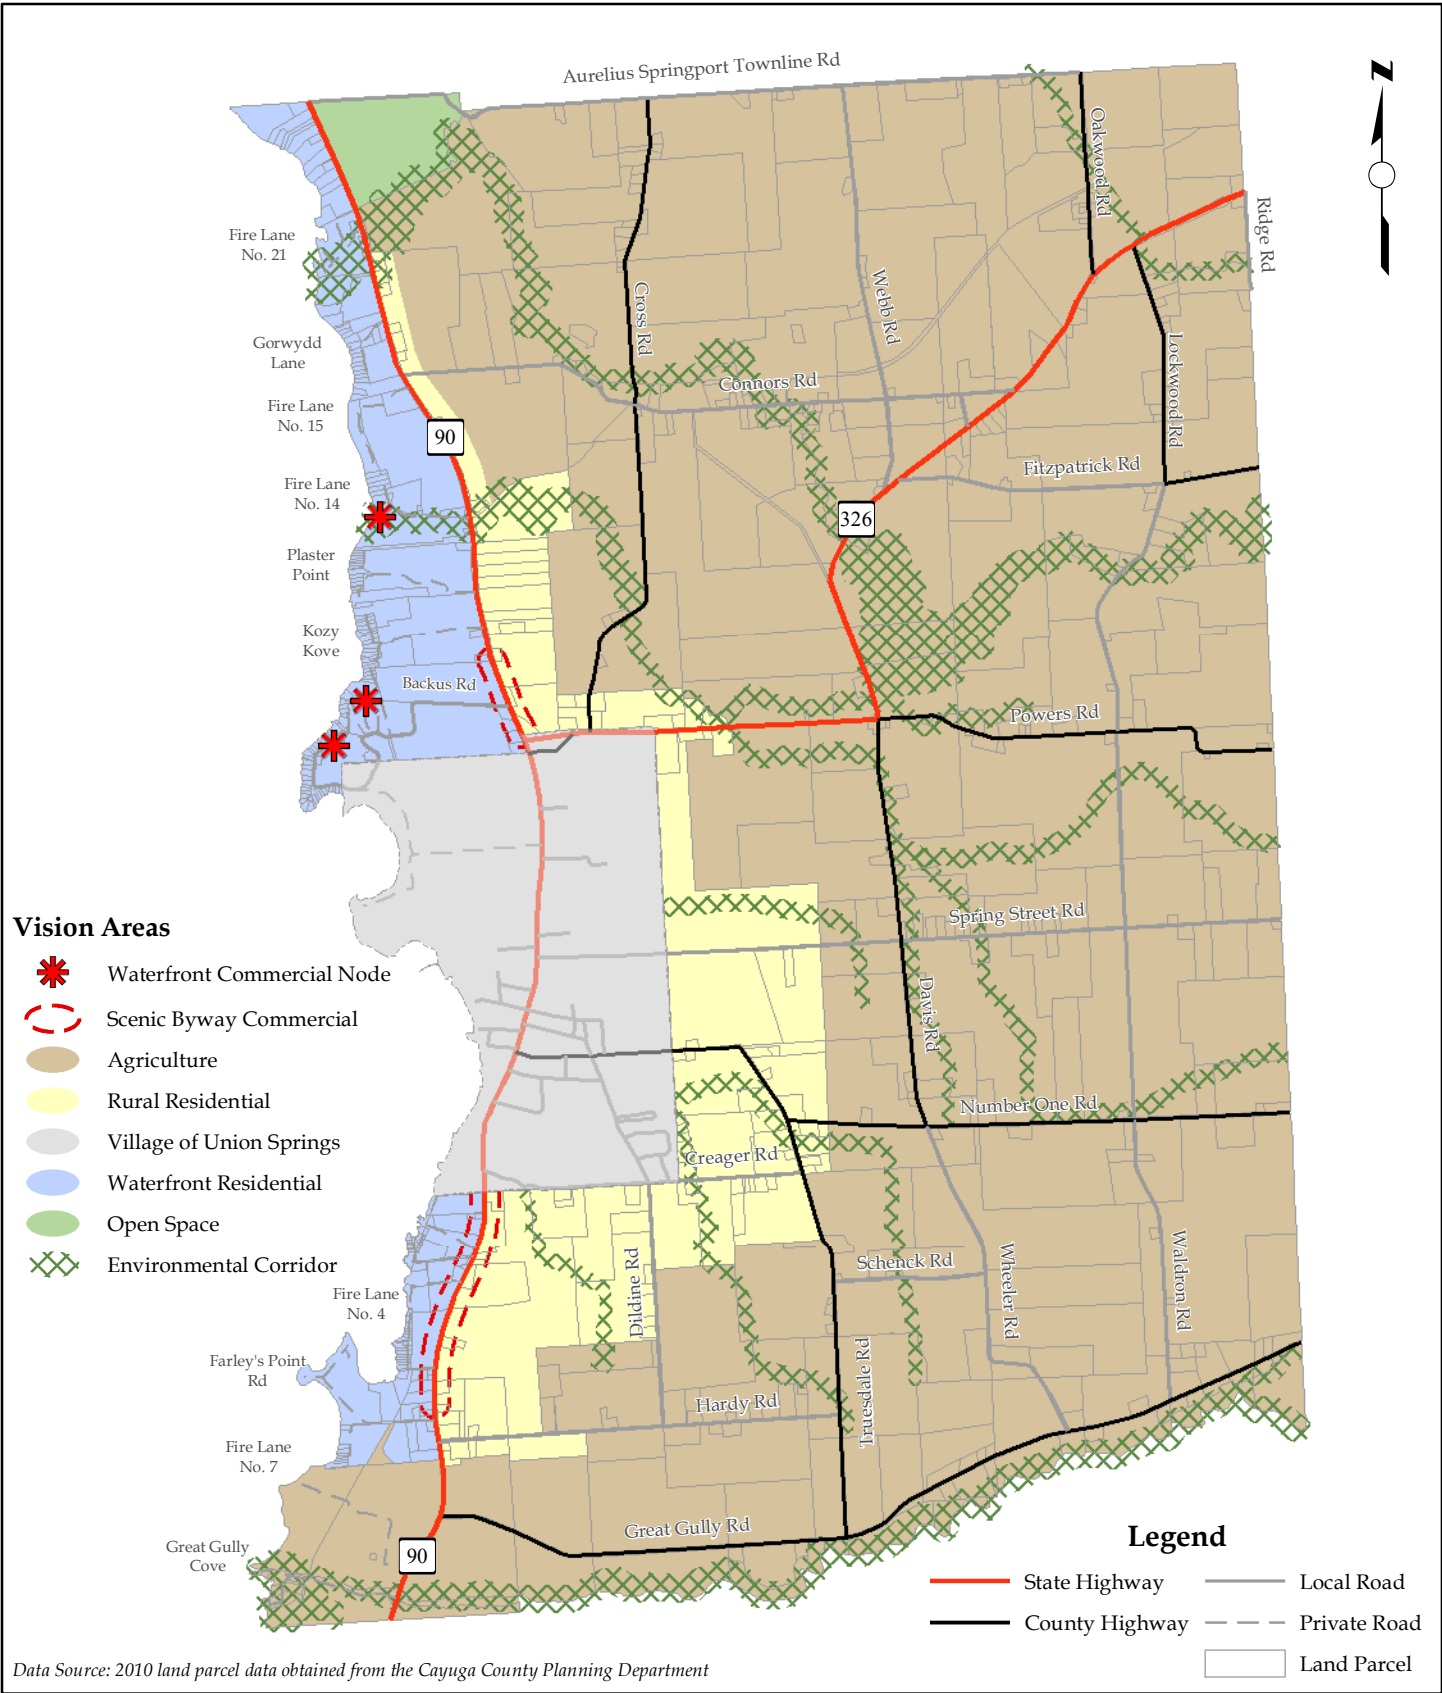 Aurelius Springport Townline Rd
N
Oakwood Rd
Ridge Rd
Fire Lane
No. 21
Cross Rd
Webb Rd
Gorwydd
Lane
Lockwood Rd
Connors Rd
Fire Lane
No. 15
90
Fitzpatrick Rd
Fire Lane
No. 14
326
Plaster
Point
Kozy
Kove
Backus Rd
Powers Rd
Spring Street Rd
Davis Rd
Number One Rd
Creager Rd
Vision Areas
Waterfront Commercial Node
Scenic Byway Commercial
Agriculture
Rural Residential
Village of Union Springs
Waterfront Residential
Open Space
Environmental Corridor
Schenck Rd
Wheeler Rd
Waldron Rd
Dildine Rd
Fire Lane
No. 4
Farley's Point
Rd
Truesdale Rd
Hardy Rd
Fire Lane
No. 7
Great Gully Rd
Great Gully
Cove
90
Legend
State Highway
County Highway
Local Road
Private Road
Land Parcel
Data Source: 2010 land parcel data obtained from the Cayuga County Planning Department